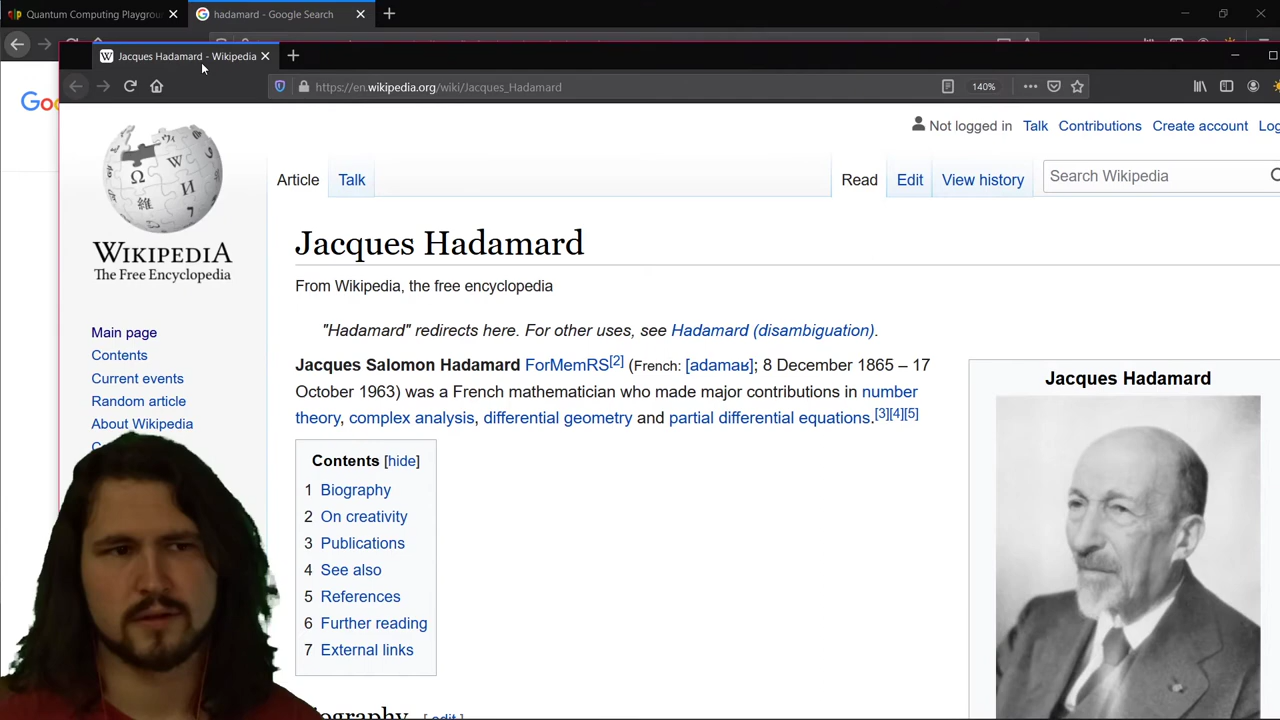 Quantum Computing Playgrou
hadamard - Google Search
Goo
Jacques Hadamard - Wikipedia
https://en.wikipedia.org/wiki/Jacques_Hadamard
140%
Not logged in Talk Contributions Create account Log
Article Talk
Read Edit View history
Search Wikipedia
Ω W И 維
WIKIPEDIA
The Free Encyclopedia
Main page
Contents
Current events
Random article
About Wikipedia
Jacques Hadamard
From Wikipedia, the free encyclopedia
"Hadamard" redirects here. For other uses, see Hadamard (disambiguation).
Jacques Salomon Hadamard ForMemRS[2] (French: [adamaʁ]; 8 December 1865 – 17
October 1963) was a French mathematician who made major contributions in number
theory, complex analysis, differential geometry and partial differential equations.[3][4][5]
Contents [hide]
1 Biography
2 On creativity
3 Publications
4 See also
5 References
6 Further reading
7 External links
Jacques Hadamard
iography [ edit ]